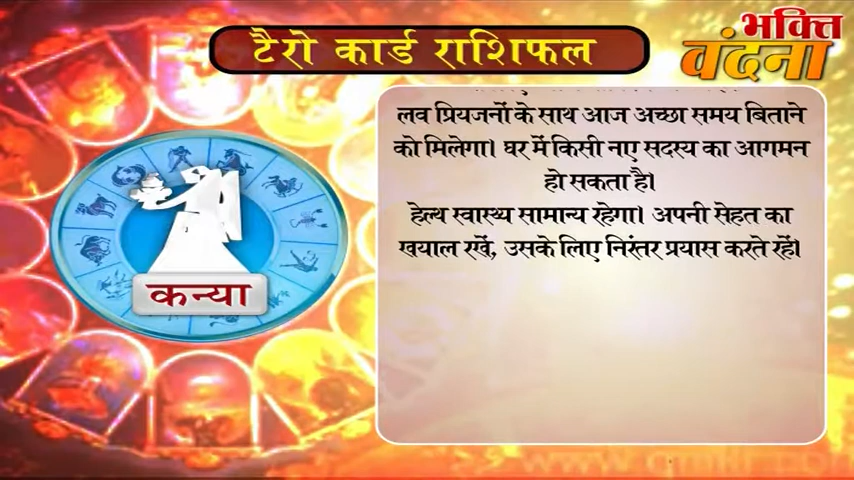 टैरो कार्ड राशिफल
भक्ति
वंदना
लव प्रियजनों के साथ आज अच्छा समय बिताने
को मिलेगा। घर में किसी नए सदस्य का आगमन
हो सकता है।
हेल्थ स्वास्थ्य सामान्य रहेगा। अपनी सेहत का
खयाल रखें, उसके लिए निरंतर प्रयास करते रहें।
कन्या